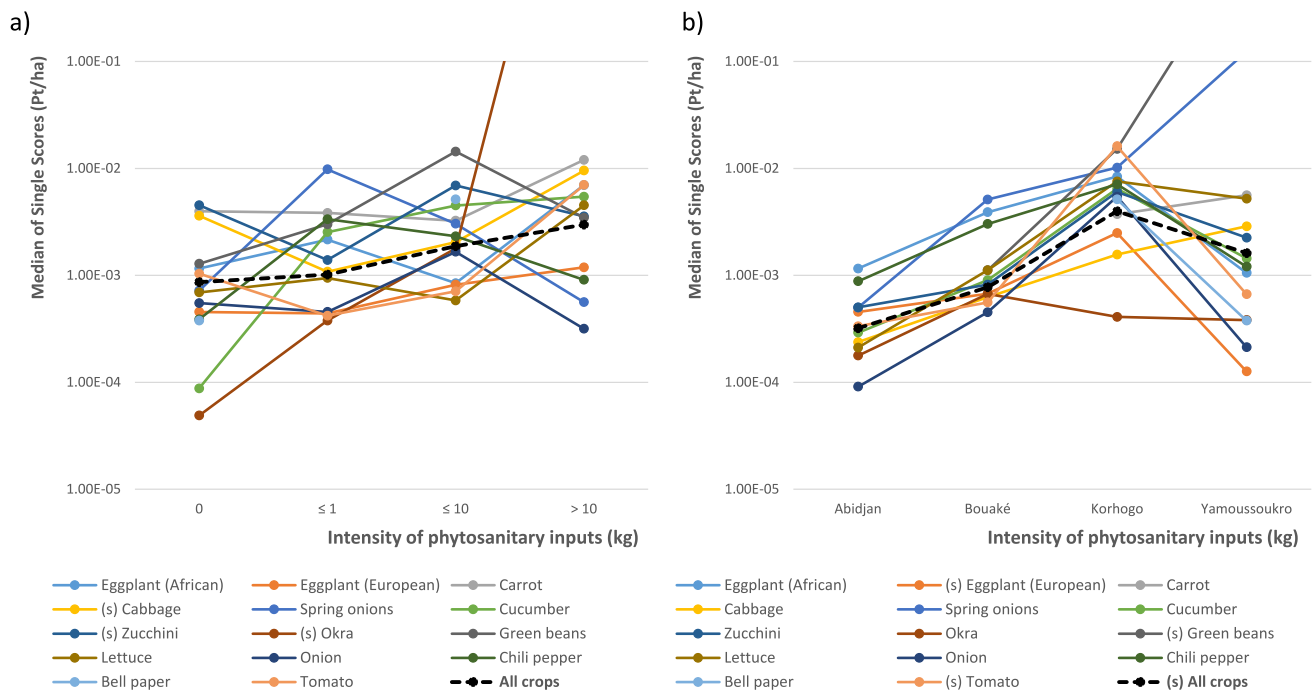 a)
Median of Single Scores (Pt/ha)
1.00E-01
1.00E-02
1.00E-03
1.00E-04
1.00E-05
0 ≤ 1 ≤ 10 > 10
Intensity of phytosanitary inputs (kg)
Eggplant (African) Eggplant (European) Carrot
(s) Cabbage Spring onions Cucumber
(s) Zucchini (s) Okra Green beans
Lettuce Onion Chili pepper
Bell paper Tomato All crops
b)
Median of Single Scores (Pt/ha)
1.00E-01
1.00E-02
1.00E-03
1.00E-04
1.00E-05
Abidjan Bouaké Korhogo Yamoussoukro
Intensity of phytosanitary inputs (kg)
Eggplant (African) (s) Eggplant (European) Carrot
Cabbage Spring onions Cucumber
Zucchini Okra (s) Green beans
Lettuce Onion Chili pepper
Bell paper (s) Tomato (s) All crops